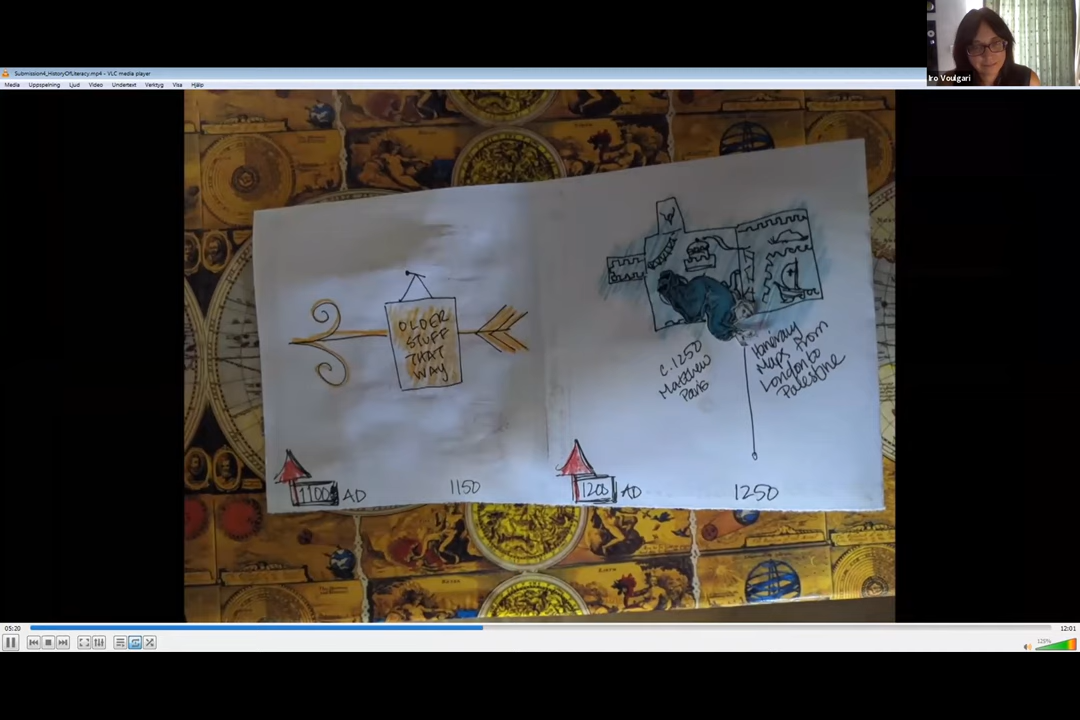 Submission4_HistoryOfLiteracy.mp4 - VLC media player
Media Uppspelning Ljud Video Undertext Verktyg Visa Hjälp
Iro Voulgari
OLDER
STUFF
THAT
WAY
C.1250
Matthew
Paris
Itinerary
Maps from
London to
Palestine
1100 AD
1150
1200 AD
1250
05:20
12:01
125%